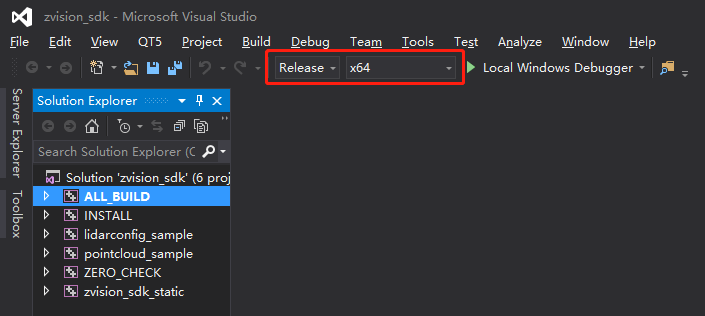 zvision_sdk - Microsoft Visual Studio
File Edit View QT5 Project Build Debug Team Tools Test Analyze Window Help
Release x64 Local Windows Debugger
Server Explorer
Toolbox
Solution Explorer
Search Solution Explorer (C
Solution 'zvision_sdk' (6 proj
ALL_BUILD
INSTALL
lidarconfig_sample
pointcloud_sample
ZERO_CHECK
zvision_sdk_static